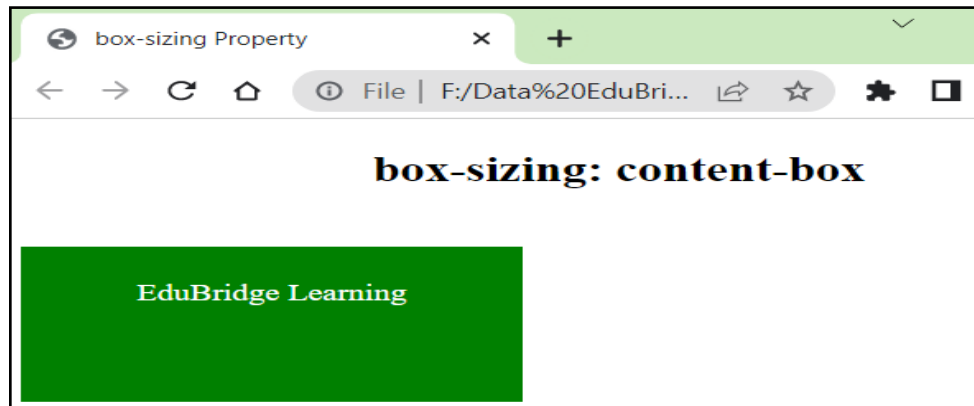 box-sizing Property
File | F:/Data%20EduBri...
box-sizing: content-box
EduBridge Learning